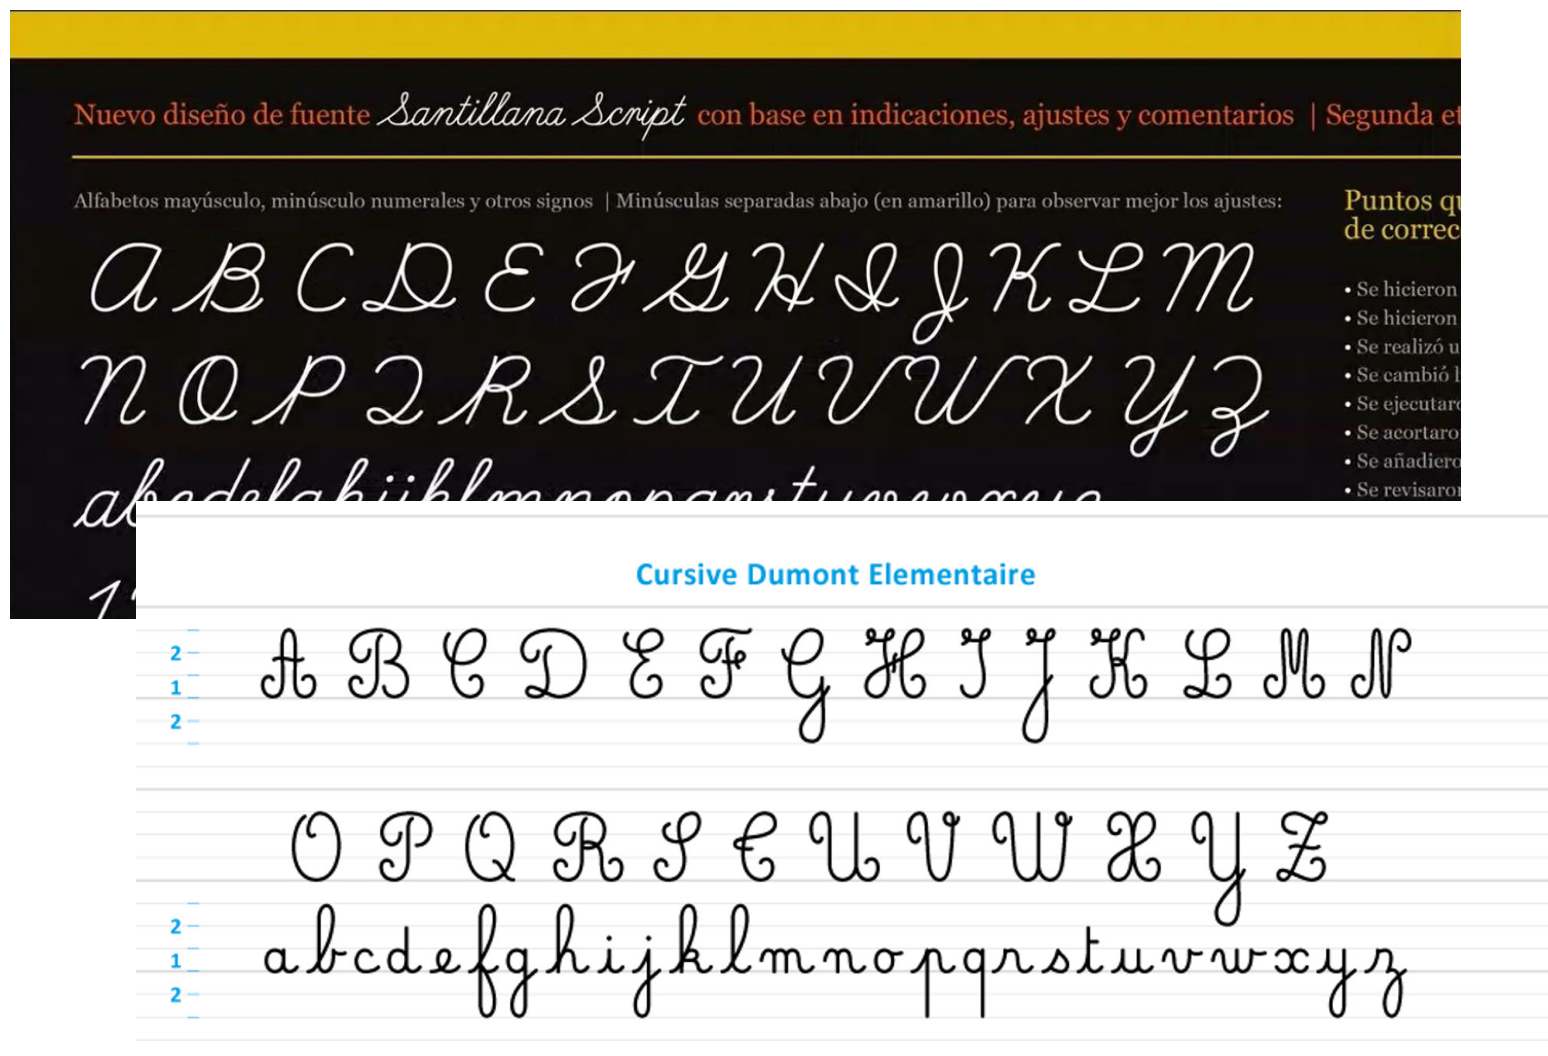 Nuevo diseño de fuente Santillana Script con base en indicaciones, ajustes y comentarios | Segunda et
Alfabetos mayúsculo, minúsculo numerales y otros signos | Minúsculas separadas abajo (en amarillo) para observar mejor los ajustes:
A B C D E F G H I J K L M
N O P Q R S T U V W X Y Z
a b c d e f g h i j k l m n o p q r s t u v w x y z
1
Puntos qu
de correc
• Se hicieron
• Se hicieron
• Se realizó u
• Se cambió l
• Se ejecutaro
• Se acortaro
• Se añadiero
• Se revisaron
Cursive Dumont Elementaire
2
1
2
A B C D E F G H I J K L M N
O P Q R S T U V W X Y Z
2
1
2
a b c d e f g h i j k l m n o p q r s t u v w x y z